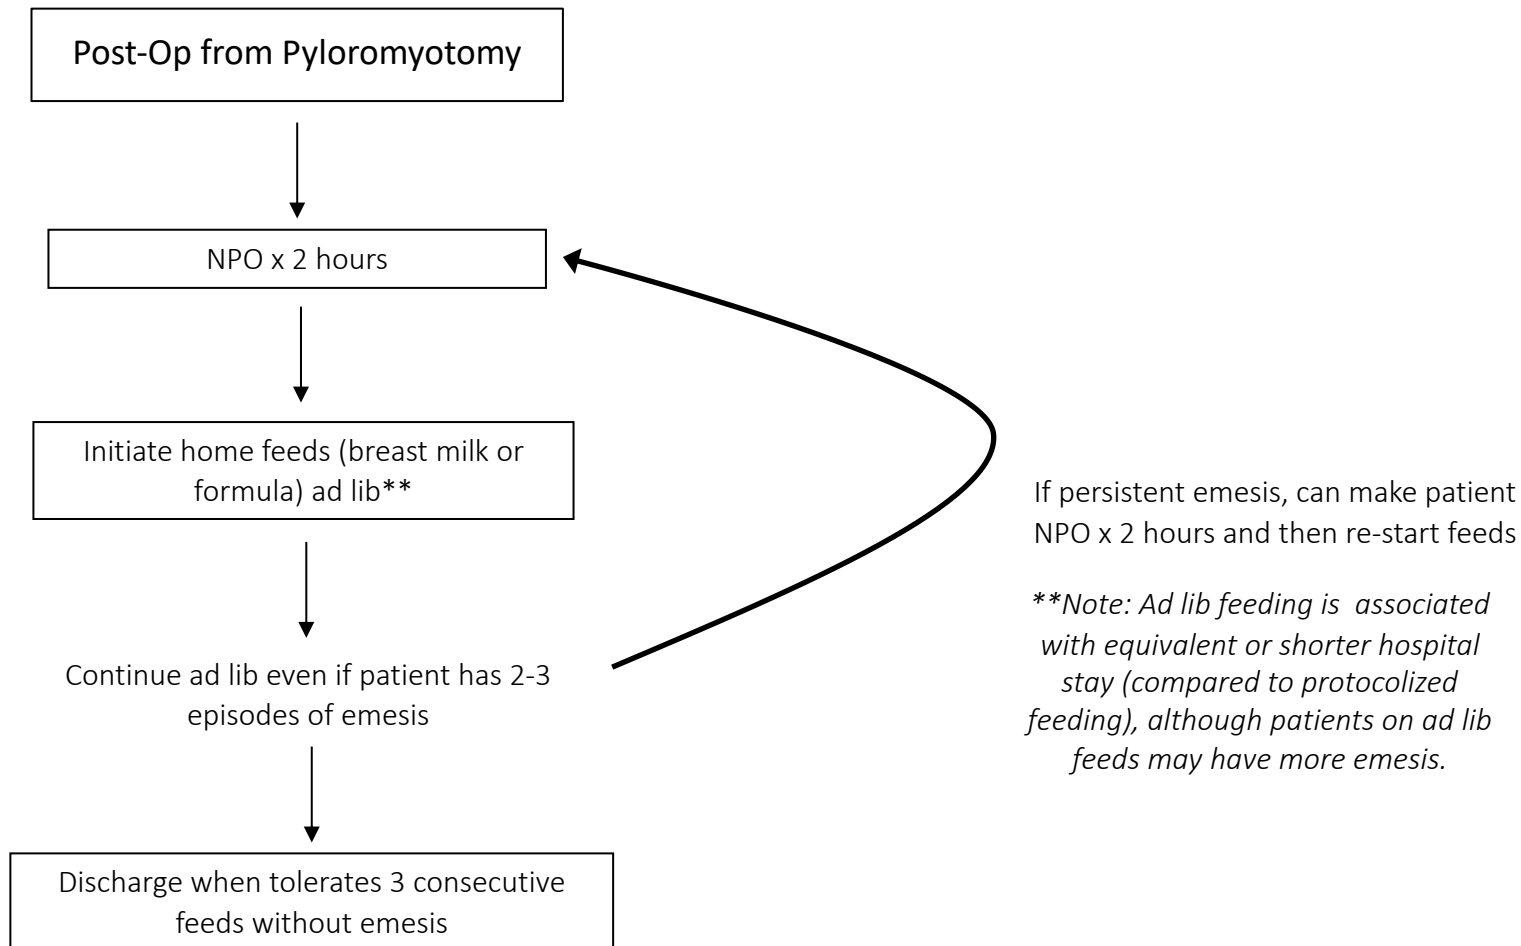 Post-Op from Pyloromyotomy
NPO x 2 hours
Initiate home feeds (breast milk or
formula) ad lib**
Continue ad lib even if patient has 2-3
episodes of emesis
Discharge when tolerates 3 consecutive
feeds without emesis
If persistent emesis, can make patient
NPO x 2 hours and then re-start feeds
**Note: Ad lib feeding is  associated
with equivalent or shorter hospital
stay (compared to protocolized
feeding), although patients on ad lib
feeds may have more emesis.